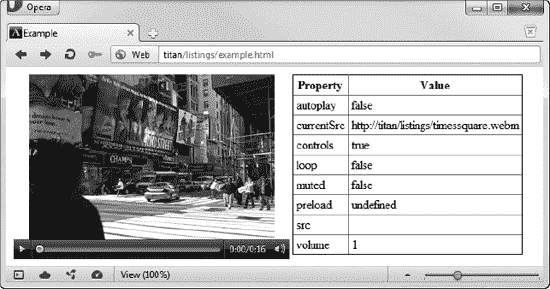 Opera
Example
Web titan/listings/example.html
Property Value
autoplay false
currentSrc http://titan/listings/timessquare.webm
controls true
loop false
muted false
preload undefined
src
volume 1
CHAMPS
0:00/0:16
View (100%)